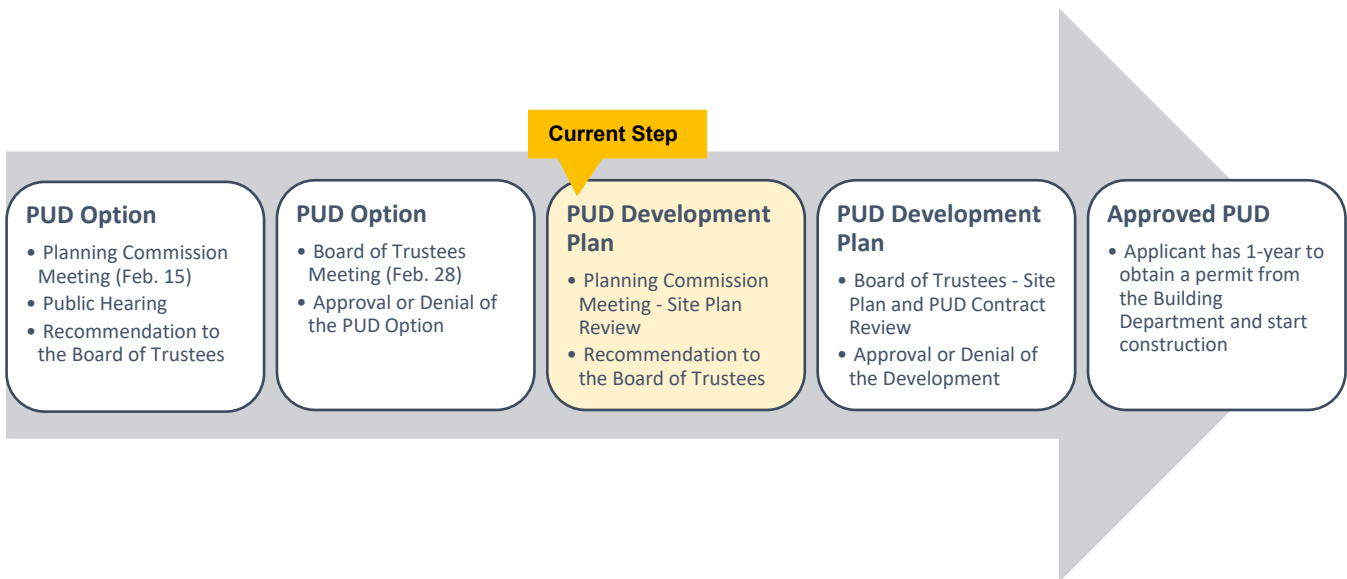 Current Step
PUD Option
• Planning Commission
Meeting (Feb. 15)
• Public Hearing
• Recommendation to
the Board of Trustees
PUD Option
• Board of Trustees
Meeting (Feb. 28)
• Approval or Denial of
the PUD Option
PUD Development
Plan
• Planning Commission
Meeting - Site Plan
Review
• Recommendation to
the Board of Trustees
PUD Development
Plan
• Board of Trustees - Site
Plan and PUD Contract
Review
• Approval or Denial of
the Development
Approved PUD
• Applicant has 1-year to
obtain a permit from
the Building
Department and start
construction